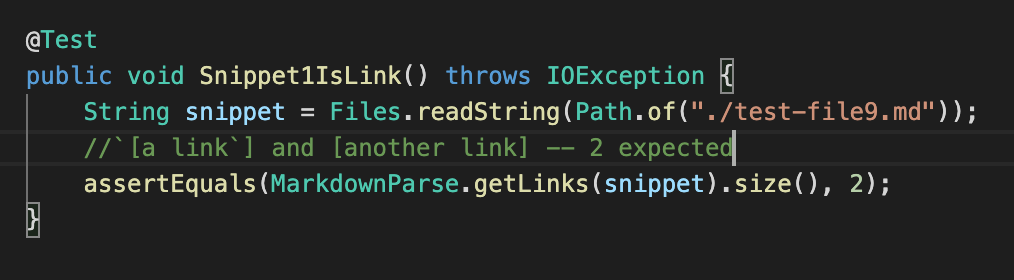 @Test
public void Snippet1IsLink() throws IOException {
    String snippet = Files.readString(Path.of("./test-file9.md"));
    //`[a link`] and [another link] -- 2 expected
    assertEquals(MarkdownParse.getLinks(snippet).size(), 2);
}